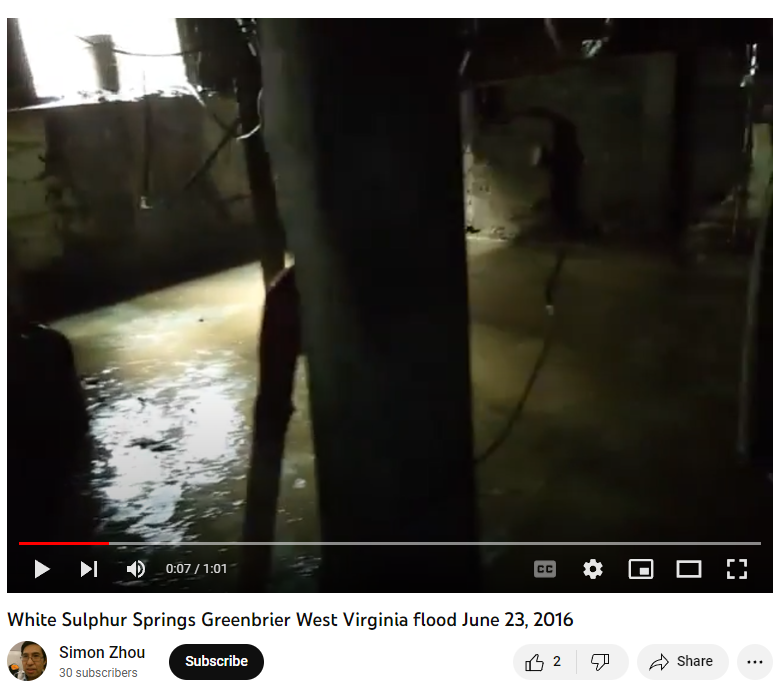 0:07 / 1:01
CC
White Sulphur Springs Greenbrier West Virginia flood June 23, 2016
Simon Zhou
30 subscribers
Subscribe
2
Share